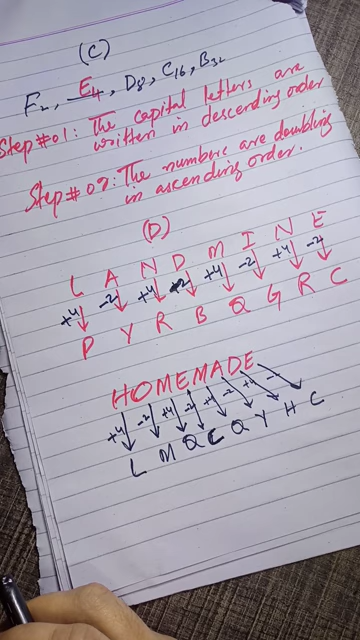 (C)
F2, E4, D8, C16, B32
Step#01: The capital letters are
written in descending order
Step#02: The numbers are doubling
in ascending order.
(D)
L A N D M I N E
+4 -2 +4 -2 +4 -2 +4 -2
P Y R B Q G R C
HOMEMADE
+4 -2 +4 -2 +4 -2 +4 -
L M Q C Q Y H C